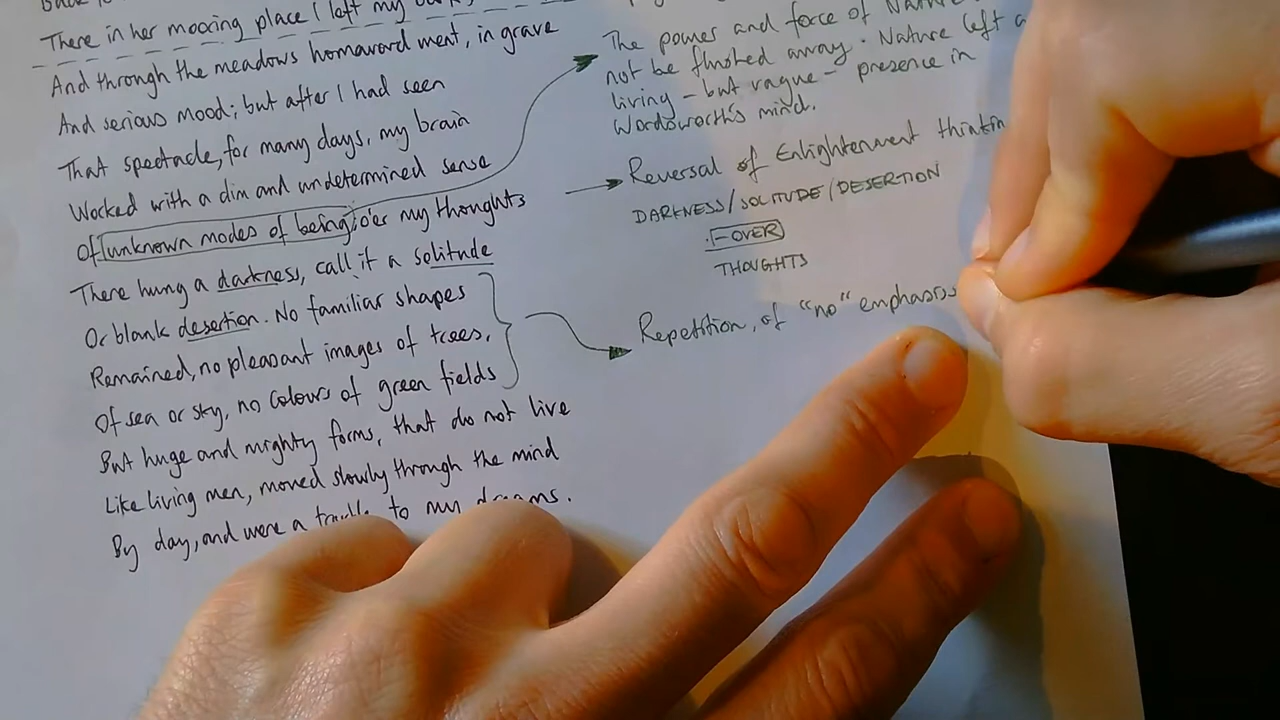 There in her mooring place I left my
And through the meadows homeward went, in grave
And serious mood; but after I had seen
That spectacle, for many days, my brain
Worked with a dim and undetermined sense
Of unknown modes of being; o'er my thoughts
There hung a darkness, call it a solitude
Or blank desertion. No familiar shapes
Remained, no pleasant images of trees,
Of sea or sky, no colours of green fields
But huge and mighty forms, that do not live
Like living men, moved slowly through the mind
By day, and were a trouble to my dreams.
The power and force of
not be flushed away. Nature left a
living - but vague - presence in
Wordsworth's mind.
Reversal of Enlightenment
DARKNESS/SOLITUDE/DESERTION
OVER
THOUGHTS
Repetition, of "no" emphasises